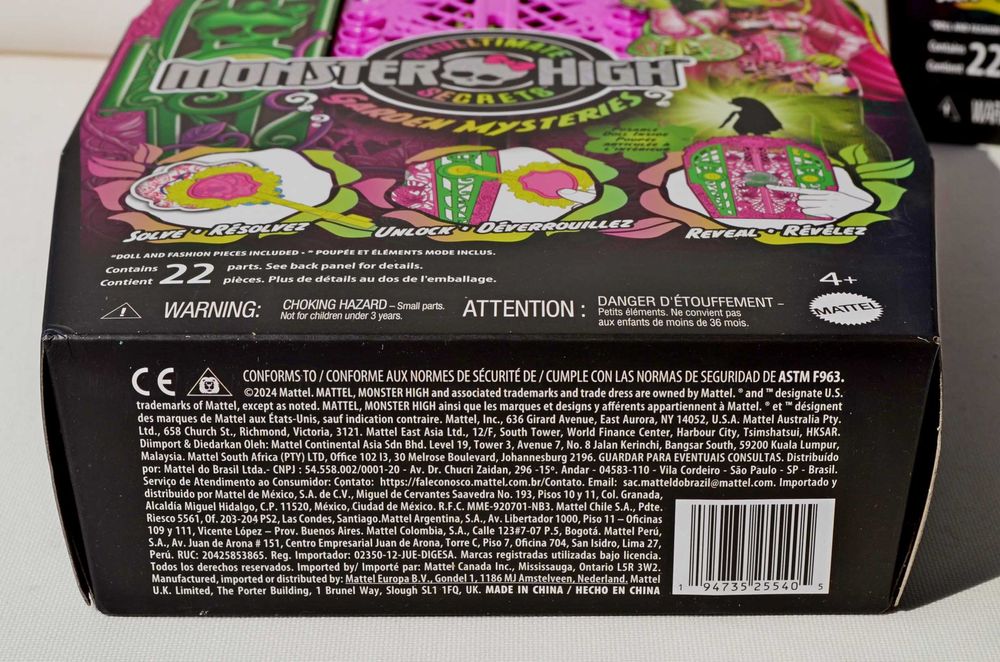 SKULLTIMATE
MONSTER HIGH
SECRETS
GARDEN MYSTERIES
SOLVE • RÉSOLVEZ
UNLOCK • DÉVERROUILLEZ
REVEAL • RÉVÉLEZ
*DOLL AND FASHION PIECES INCLUDED - * POUPÉE ET ÉLÉMENTS MODE INCLUS.
Contains 22 parts. See back panel for details.
Contient pièces. Plus de détails au dos de l'emballage.
4+
MATTEL
WARNING: CHOKING HAZARD – Small parts.
Not for children under 3 years.
ATTENTION : DANGER D'ÉTOUFFEMENT –
Petits éléments. Ne convient pas
aux enfants de moins de 36 mois.
CE CONFORMS TO / CONFORME AUX NORMES DE SÉCURITÉ DE / CUMPLE CON LAS NORMAS DE SEGURIDAD DE ASTM F963.
©2024 Mattel. MATTEL, MONSTER HIGH and associated trademarks and trade dress are owned by Mattel. ® and ™ designate U.S.
trademarks of Mattel, except as noted. MATTEL, MONSTER HIGH ainsi que les marques et designs y afférents appartiennent à Mattel. ® et ™ désignent
des marques de Mattel aux États-Unis, sauf indication contraire. Mattel, Inc., 636 Girard Avenue, East Aurora, NY 14052, U.S.A. Mattel Australia Pty.
Ltd., 658 Church St., Richmond, Victoria, 3121. Mattel East Asia Ltd., 12/F, South Tower, World Finance Center, Harbour City, Tsimshatsui, HKSAR.
Diimport & Diedarkan Oleh: Mattel Continental Asia Sdn Bhd. Level 19, Tower 3, Avenue 7, No. 8 Jalan Kerinchi, Bangsar South, 59200 Kuala Lumpur,
Malaysia. Mattel South Africa (PTY) LTD, Office 102 I3, 30 Melrose Boulevard, Johannesburg 2196. GUARDAR PARA EVENTUAIS CONSULTAS. Distribuído
por: Mattel do Brasil Ltda.- CNPJ : 54.558.002/0001-20 - Av. Dr. Chucri Zaidan, 296 -15º. Andar - 04583-110 - Vila Cordeiro - São Paulo - SP - Brasil.
Serviço de Atendimento ao Consumidor: Contato: https://faleconosco.mattel.com.br/Contato. Email: sac.matteldobrazil@mattel.com. Importado y
distribuido por Mattel de México, S.A. de C.V., Miguel de Cervantes Saavedra No. 193, Pisos 10 y 11, Col. Granada,
Alcaldía Miguel Hidalgo, C.P. 11520, México, Ciudad de México. R.F.C. MME-920701-NB3. Mattel Chile, S.A., Pdte.
Riesco 5561, Of. 203-204 PS2, Las Condes, Santiago.Mattel Argentina, S.A., Av. Libertador 1000, Piso 11 – Oficinas
109 y 111, Vicente López – Prov. Buenos Aires. Mattel Colombia, S.A., Calle 123#7-07 P.5, Bogotá. Mattel Perú,
S.A., Av. Juan de Arona # 151, Centro Empresarial Juan de Arona, Torre C, Piso 7, Oficina 704, San Isidro, Lima 27,
Perú. RUC: 20425853865. Reg. Importador: 02350-12-JUE-DIGESA. Marcas registradas utilizadas bajo licencia.
Todos los derechos reservados. Imported by/ Importé par : Mattel Canada Inc., Mississauga, Ontario L5R 3W2.
Manufactured, imported or distributed by: Mattel Europa B.V., Gondel 1, 1186 MJ Amstelveen, Nederland. Mattel
U.K. Limited, The Porter Building, 1 Brunel Way, Slough SL1 1FQ, UK. MADE IN CHINA / HECHO EN CHINA
1 94735 25540 5
Contains 22
Contient